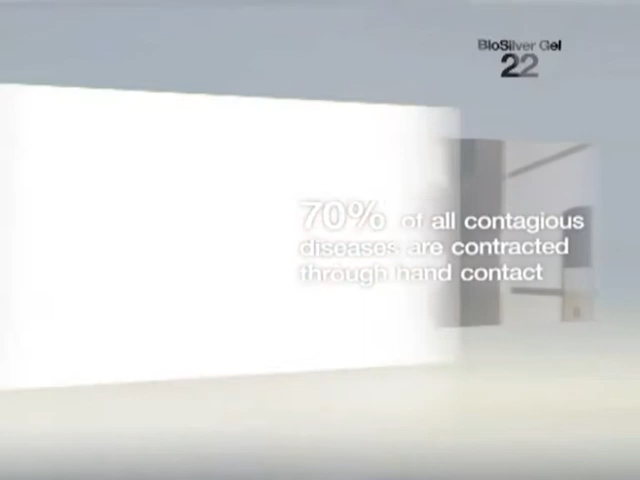 BioSilver Gel
22
70% of all contagious
diseases are contracted
through hand contact